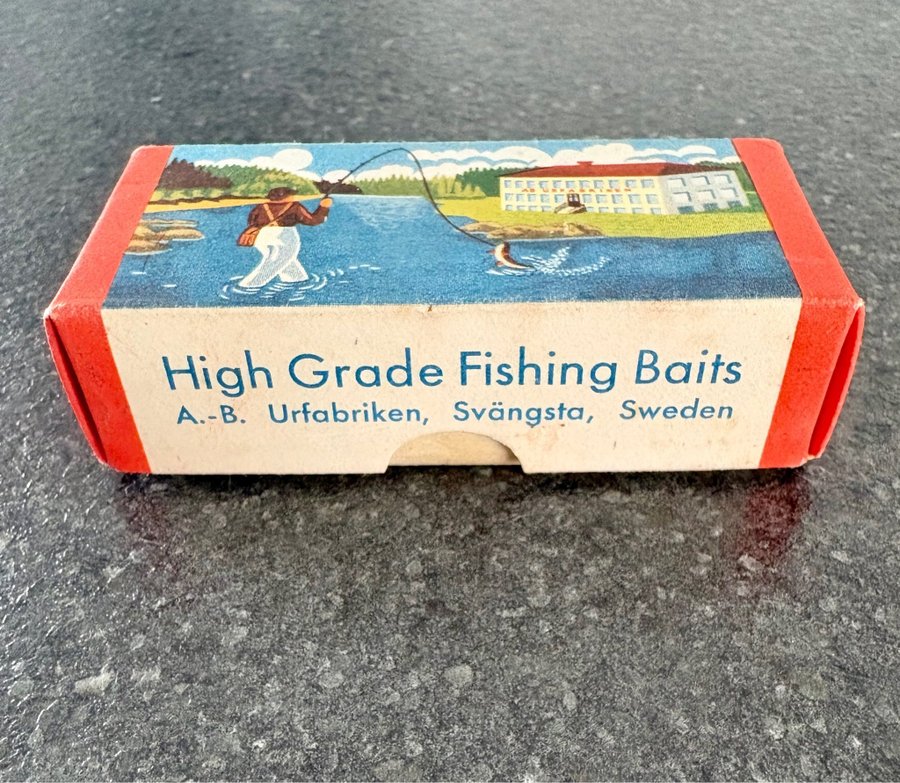 High Grade Fishing Baits
A.-B. Urfabriken, Svängsta, Sweden